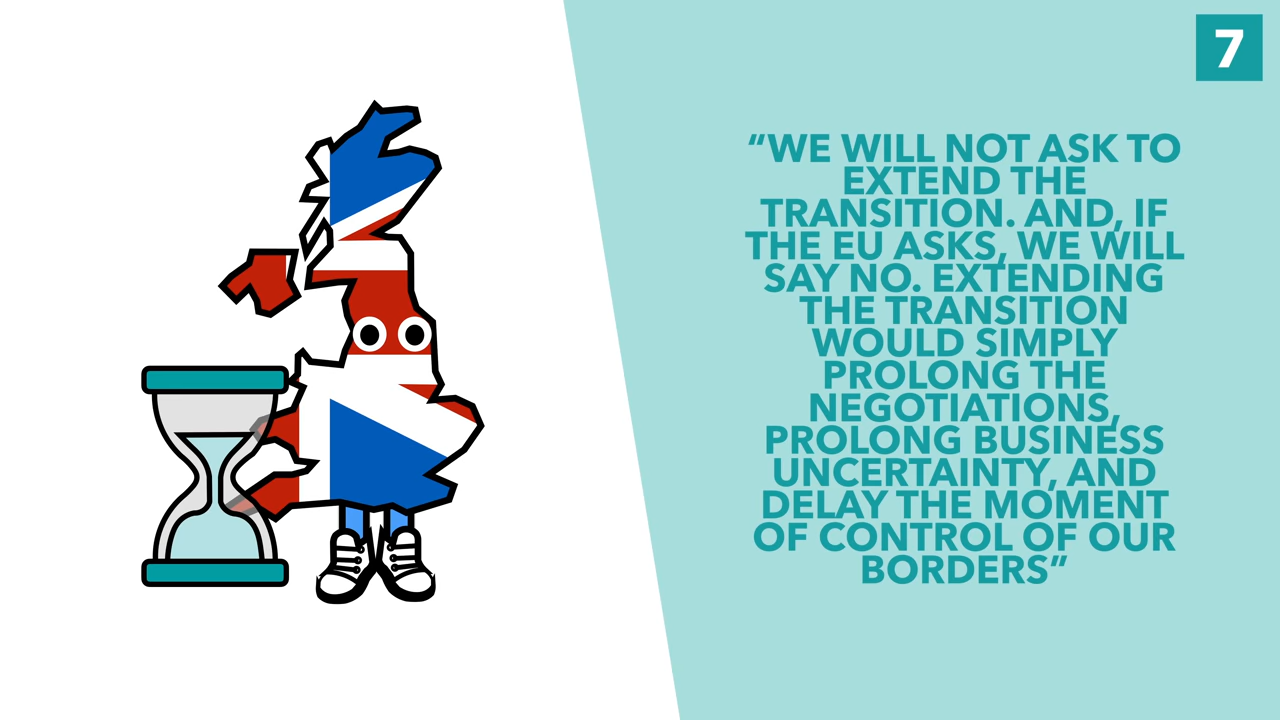 7
“WE WILL NOT ASK TO
EXTEND THE
TRANSITION. AND, IF
THE EU ASKS, WE WILL
SAY NO. EXTENDING
THE TRANSITION
WOULD SIMPLY
PROLONG THE
NEGOTIATIONS,
PROLONG BUSINESS
UNCERTAINTY, AND
DELAY THE MOMENT
OF CONTROL OF OUR
BORDERS”